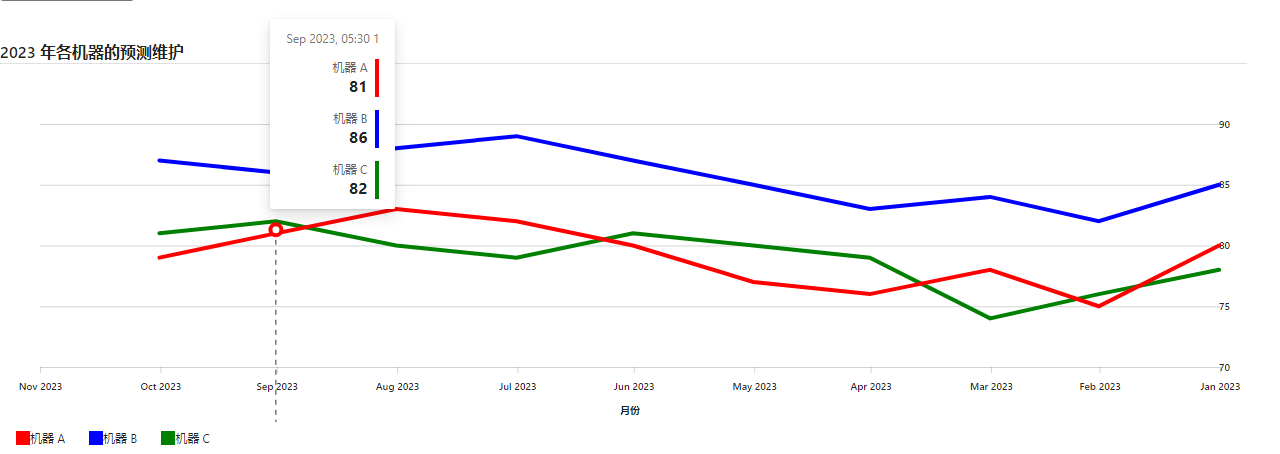 2023 年各机器的预测维护
Sep 2023, 05:30 1
机器 A
81
机器 B
86
机器 C
82
90
85
80
75
70
Nov 2023 Oct 2023 Sep 2023 Aug 2023 Jul 2023 Jun 2023 May 2023 Apr 2023 Mar 2023 Feb 2023 Jan 2023
月份
机器 A 机器 B 机器 C